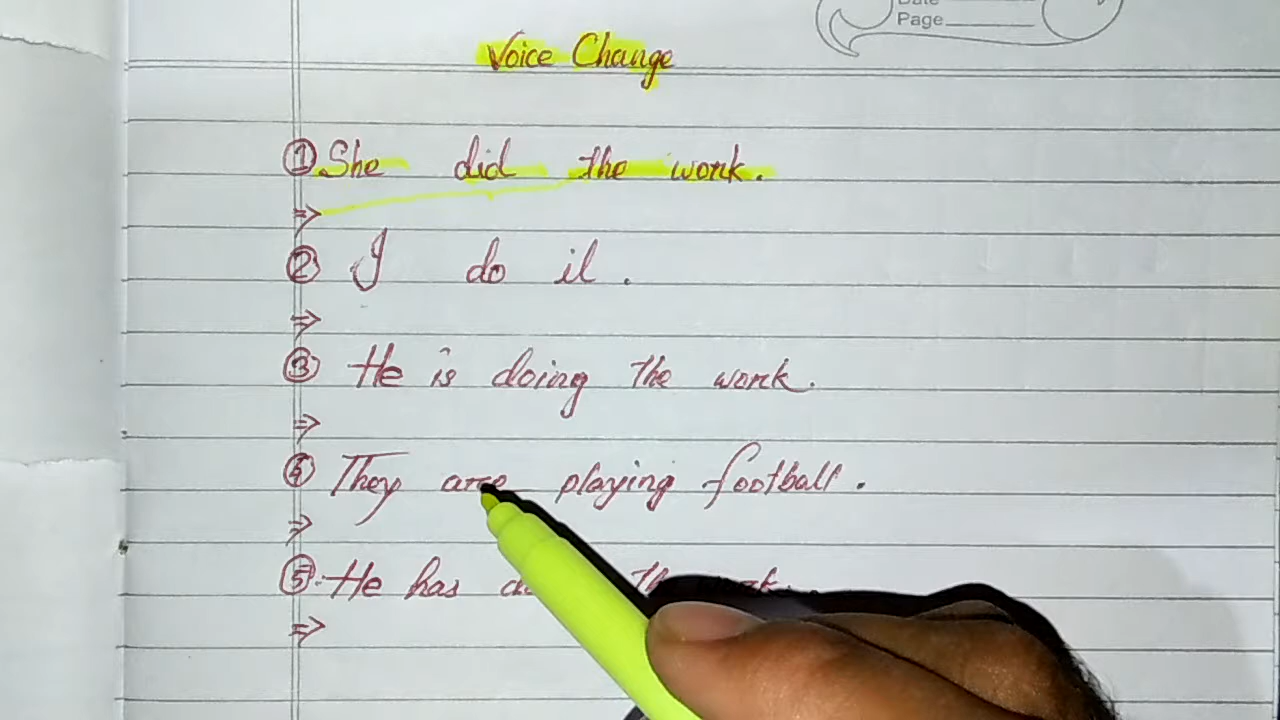 Date
Page
Voice Change
① She did the work.
⇒
② I do it.
⇒
③ He is doing the work.
⇒
④ They are playing football.
⇒
⑤ He has
⇒